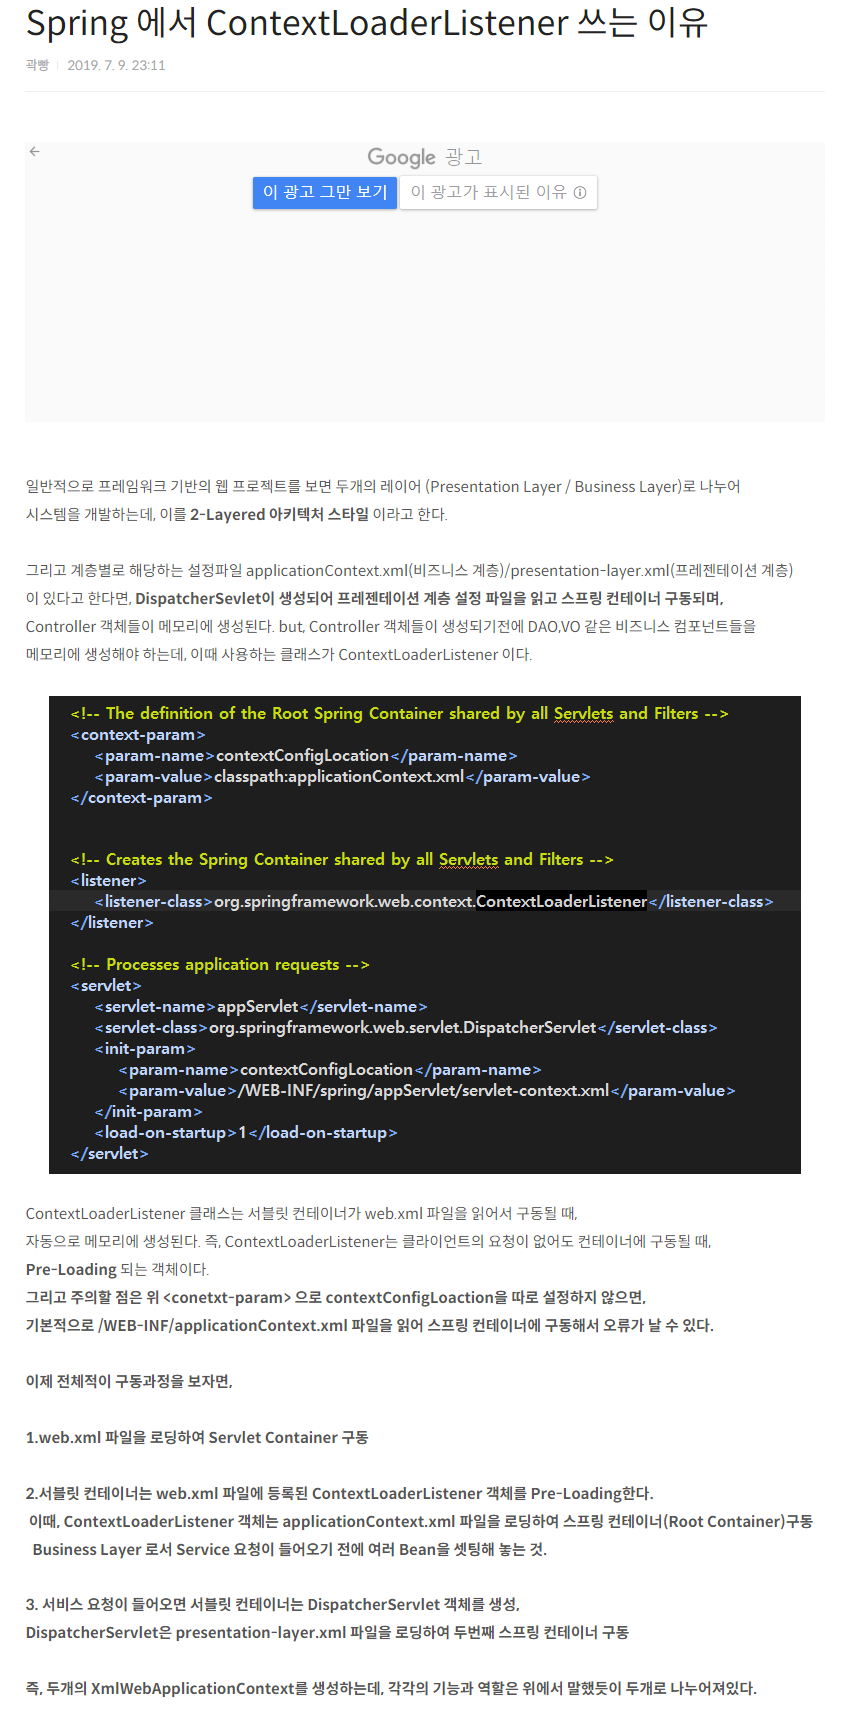 Spring 에서 ContextLoaderListener 쓰는 이유
곽빵 2019. 7. 9. 23:11
Google 광고
이 광고 그만 보기 이 광고가 표시된 이유
일반적으로 프레임워크 기반의 웹 프로젝트를 보면 두개의 레이어 (Presentation Layer / Business Layer)로 나누어
시스템을 개발하는데, 이를 2-Layered 아키텍처 스타일 이라고 한다.
그리고 계층별로 해당하는 설정파일 applicationContext.xml(비즈니스 계층)/presentation-layer.xml(프레젠테이션 계층)
이 있다고 한다면, DispatcherSevlet이 생성되어 프레젠테이션 계층 설정 파일을 읽고 스프링 컨테이너 구동되며,
Controller 객체들이 메모리에 생성된다. but, Controller 객체들이 생성되기전에 DAO,VO 같은 비즈니스 컴포넌트들을
메모리에 생성해야 하는데, 이때 사용하는 클래스가 ContextLoaderListener 이다.
<!-- The definition of the Root Spring Container shared by all Servlets and Filters -->
<context-param>
<param-name>contextConfigLocation</param-name>
<param-value>classpath:applicationContext.xml</param-value>
</context-param>
<!-- Creates the Spring Container shared by all Servlets and Filters -->
<listener>
<listener-class>org.springframework.web.context.ContextLoaderListener</listener-class>
</listener>
<!-- Processes application requests -->
<servlet>
<servlet-name>appServlet</servlet-name>
<servlet-class>org.springframework.web.servlet.DispatcherServlet</servlet-class>
<init-param>
<param-name>contextConfigLocation</param-name>
<param-value>/WEB-INF/spring/appServlet/servlet-context.xml</param-value>
</init-param>
<load-on-startup>1</load-on-startup>
</servlet>
ContextLoaderListener 클래스는 서블릿 컨테이너가 web.xml 파일을 읽어서 구동될 때,
자동으로 메모리에 생성된다. 즉, ContextLoaderListener는 클라이언트의 요청이 없어도 컨테이너에 구동될 때,
Pre-Loading 되는 객체이다.
그리고 주의할 점은 위 <conetxt-param> 으로 contextConfigLoaction을 따로 설정하지 않으면,
기본적으로 /WEB-INF/applicationContext.xml 파일을 읽어 스프링 컨테이너에 구동해서 오류가 날 수 있다.
이제 전체적이 구동과정을 보자면,
1.web.xml 파일을 로딩하여 Servlet Container 구동
2.서블릿 컨테이너는 web.xml 파일에 등록된 ContextLoaderListener 객체를 Pre-Loading한다.
이때, ContextLoaderListener 객체는 applicationContext.xml 파일을 로딩하여 스프링 컨테이너(Root Container)구동
Business Layer 로서 Service 요청이 들어오기 전에 여러 Bean을 셋팅해 놓는 것.
3. 서비스 요청이 들어오면 서블릿 컨테이너는 DispatcherServlet 객체를 생성,
DispatcherServlet은 presentation-layer.xml 파일을 로딩하여 두번째 스프링 컨테이너 구동
즉, 두개의 XmlWebApplicationContext를 생성하는데, 각각의 기능과 역할은 위에서 말했듯이 두개로 나누어져있다.